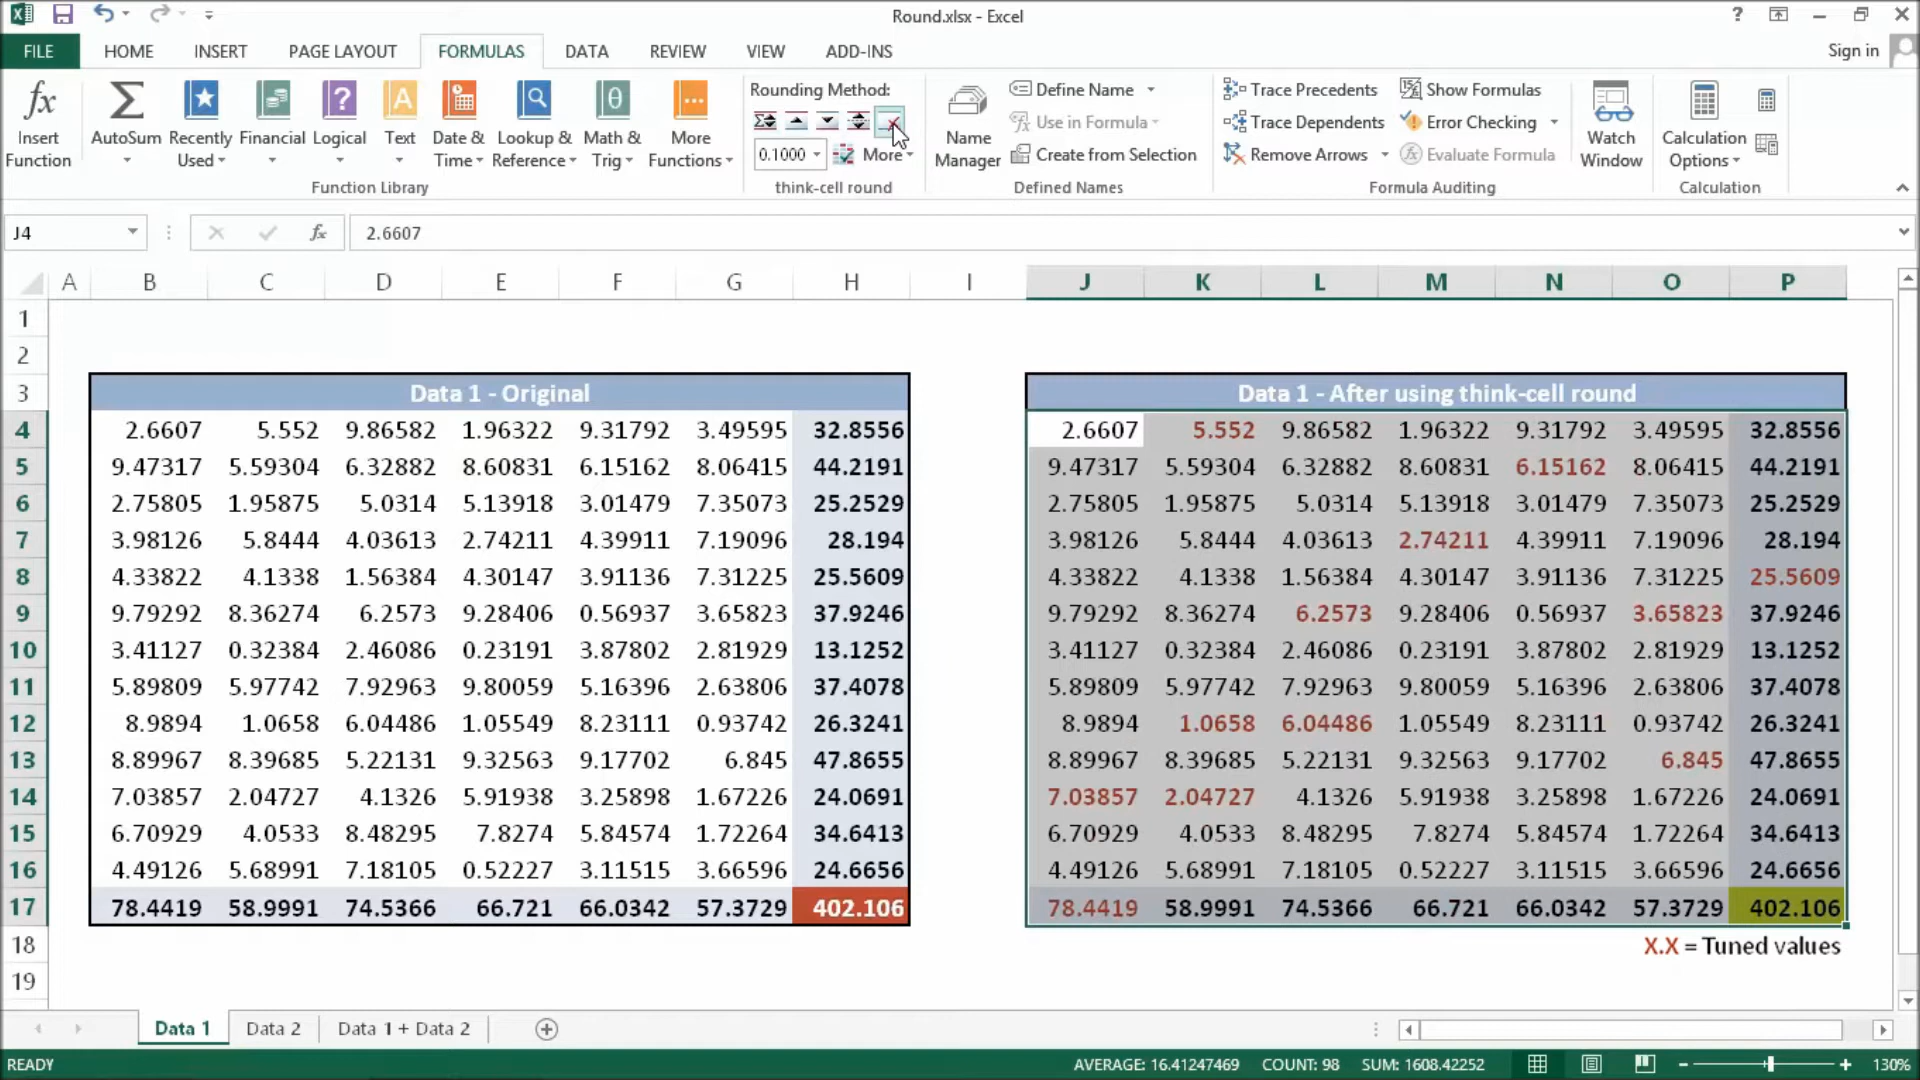 Round.xlsx - Excel
?
FILE HOME INSERT PAGE LAYOUT FORMULAS DATA REVIEW VIEW ADD-INS Sign in
fx Insert Function
Σ AutoSum
Recently Used
Financial
? Logical
A Text
Date & Time
Lookup & Reference
θ Math & Trig
More Functions
Function Library
Rounding Method:
0.1000 More
think-cell round
Name Manager
Define Name
Use in Formula
Create from Selection
Defined Names
Trace Precedents
Trace Dependents
Remove Arrows
Show Formulas
Error Checking
Evaluate Formula
Formula Auditing
Watch Window
Calculation Options
Calculation
J4 fx 2.6607
A B C D E F G H I J K L M N O P
1
2
3 Data 1 - Original Data 1 - After using think-cell round
4 2.6607 5.552 9.86582 1.96322 9.31792 3.49595 32.8556 2.6607 5.552 9.86582 1.96322 9.31792 3.49595 32.8556
5 9.47317 5.59304 6.32882 8.60831 6.15162 8.06415 44.2191 9.47317 5.59304 6.32882 8.60831 6.15162 8.06415 44.2191
6 2.75805 1.95875 5.0314 5.13918 3.01479 7.35073 25.2529 2.75805 1.95875 5.0314 5.13918 3.01479 7.35073 25.2529
7 3.98126 5.8444 4.03613 2.74211 4.39911 7.19096 28.194 3.98126 5.8444 4.03613 2.74211 4.39911 7.19096 28.194
8 4.33822 4.1338 1.56384 4.30147 3.91136 7.31225 25.5609 4.33822 4.1338 1.56384 4.30147 3.91136 7.31225 25.5609
9 9.79292 8.36274 6.2573 9.28406 0.56937 3.65823 37.9246 9.79292 8.36274 6.2573 9.28406 0.56937 3.65823 37.9246
10 3.41127 0.32384 2.46086 0.23191 3.87802 2.81929 13.1252 3.41127 0.32384 2.46086 0.23191 3.87802 2.81929 13.1252
11 5.89809 5.97742 7.92963 9.80059 5.16396 2.63806 37.4078 5.89809 5.97742 7.92963 9.80059 5.16396 2.63806 37.4078
12 8.9894 1.0658 6.04486 1.05549 8.23111 0.93742 26.3241 8.9894 1.0658 6.04486 1.05549 8.23111 0.93742 26.3241
13 8.89967 8.39685 5.22131 9.32563 9.17702 6.845 47.8655 8.89967 8.39685 5.22131 9.32563 9.17702 6.845 47.8655
14 7.03857 2.04727 4.1326 5.91938 3.25898 1.67226 24.0691 7.03857 2.04727 4.1326 5.91938 3.25898 1.67226 24.0691
15 6.70929 4.0533 8.48295 7.8274 5.84574 1.72264 34.6413 6.70929 4.0533 8.48295 7.8274 5.84574 1.72264 34.6413
16 4.49126 5.68991 7.18105 0.52227 3.11515 3.66596 24.6656 4.49126 5.68991 7.18105 0.52227 3.11515 3.66596 24.6656
17 78.4419 58.9991 74.5366 66.721 66.0342 57.3729 402.106 78.4419 58.9991 74.5366 66.721 66.0342 57.3729 402.106
18 X.X = Tuned values
19
Data 1 Data 2 Data 1 + Data 2
READY AVERAGE: 16.41247469 COUNT: 98 SUM: 1608.42252 130%